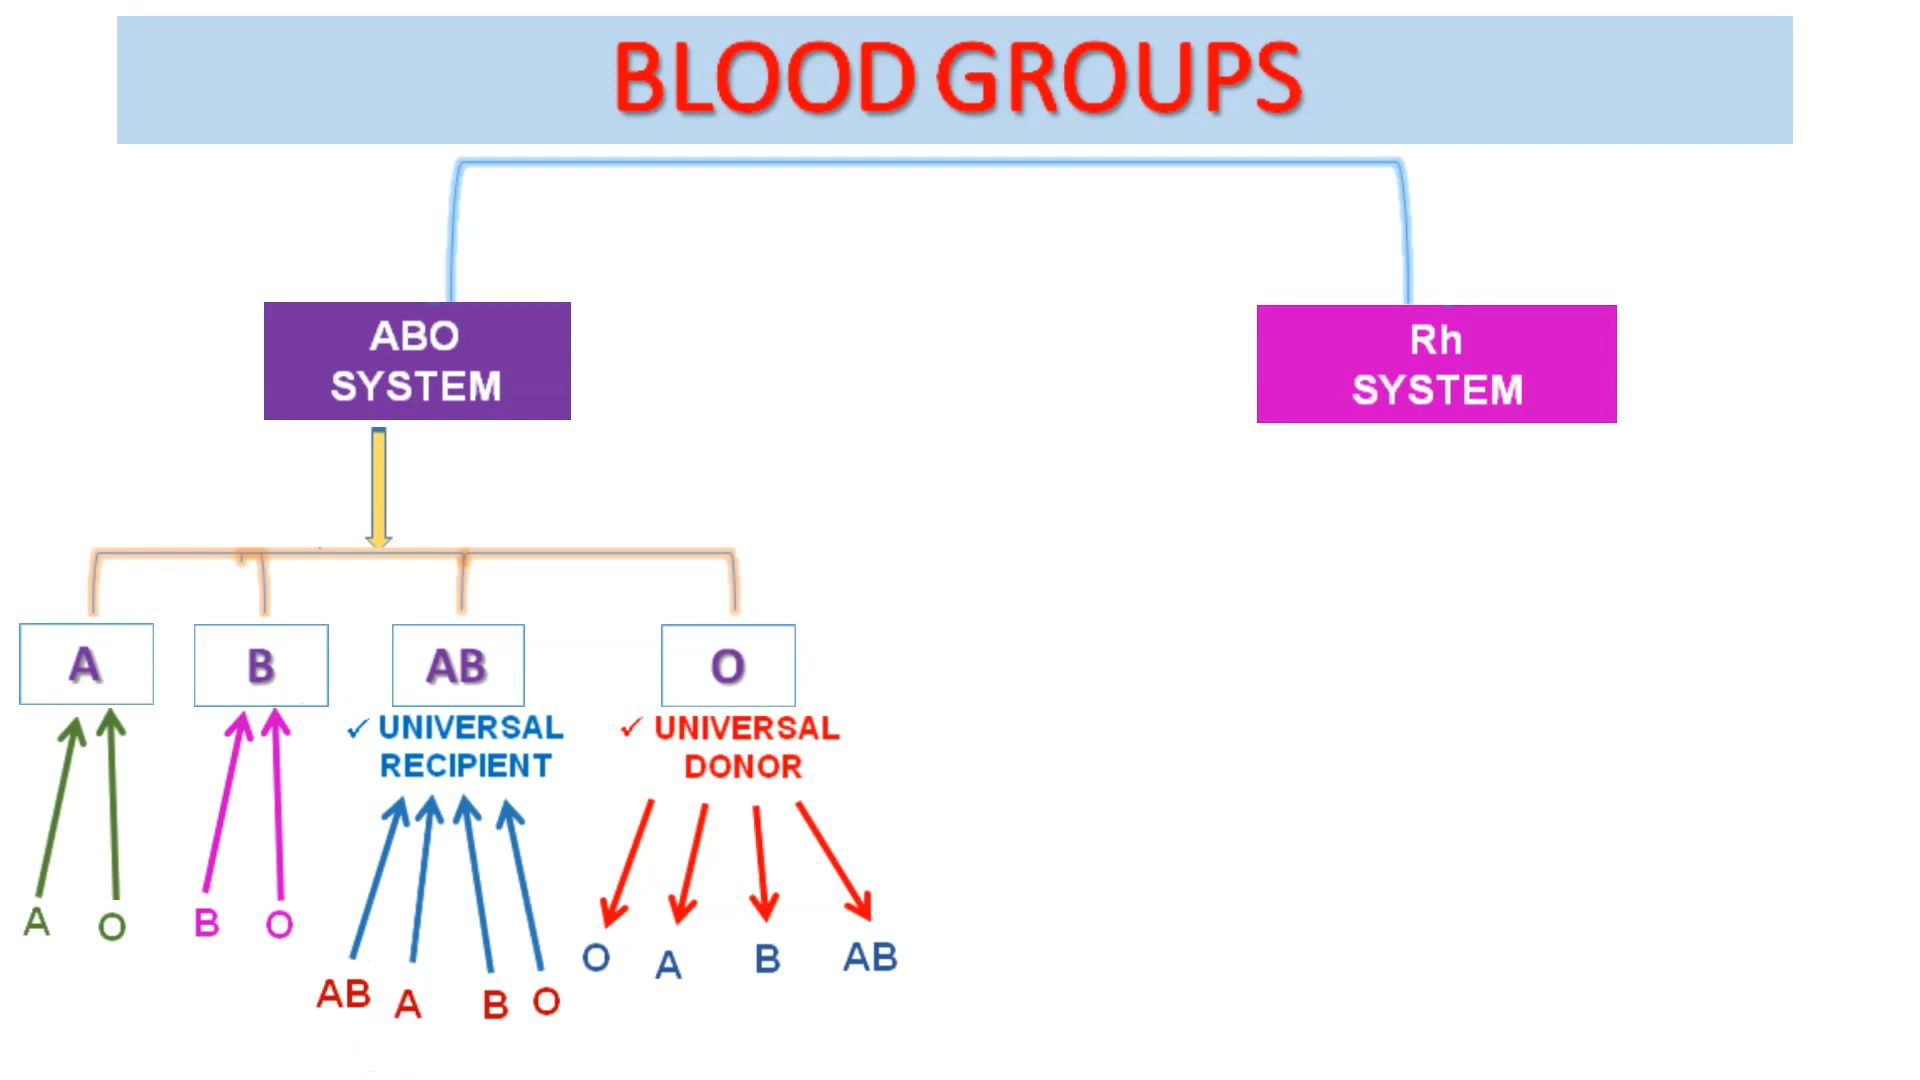 BLOOD GROUPS
ABO
SYSTEM
Rh
SYSTEM
A
B
AB
O
✓ UNIVERSAL
RECIPIENT
✓ UNIVERSAL
DONOR
A
O
B
O
AB
A
B
O
O
A
B
AB